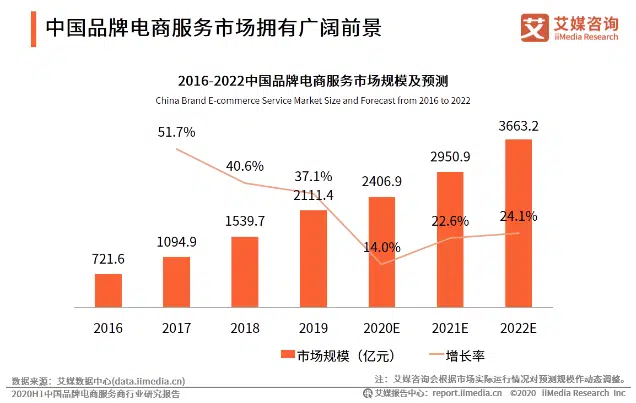 中国品牌电商服务市场拥有广阔前景
艾媒咨询
iiMedia Research
2016-2022中国品牌电商服务市场规模及预测
China Brand E-commerce Service Market Size and Forecast from 2016 to 2022
51.7% 40.6% 37.1% 14.0% 22.6% 24.1%
721.6 1094.9 1539.7 2111.4 2406.9 2950.9 3663.2
2016 2017 2018 2019 2020E 2021E 2022E
市场规模（亿元） 增长率
数据来源：艾媒数据中心(data.iimedia.cn)
注：艾媒咨询会根据市场实际运行情况对预测规模作动态调整。
2020H1中国品牌电商服务商行业研究报告
艾媒报告中心：report.iimedia.cn ©2020 iiMedia Research Inc